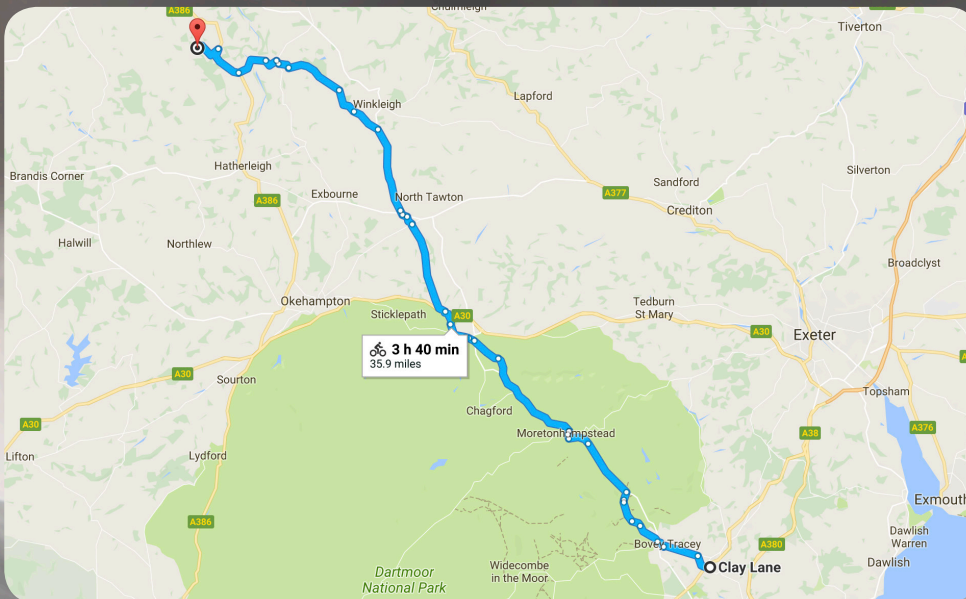 A386
Chulmleigh
Tiverton
Lapford
Winkleigh
Hatherleigh
Brandis Corner
Exbourne
North Tawton
A386
A377
Sandford
Silverton
Crediton
Halwill
Northlew
Broadclyst
Okehampton
Sticklepath
A30
Tedburn
St Mary
A30
Exeter
3 h 40 min
35.9 miles
A30
Sourton
Topsham
Chagford
A30
Moretonhampstead
A38
A376
Lifton
Lydford
A386
Exmouth
Bovey Tracey
A380
Dawlish
Warren
Dawlish
Clay Lane
Widecombe
in the Moor
Dartmoor
National Park